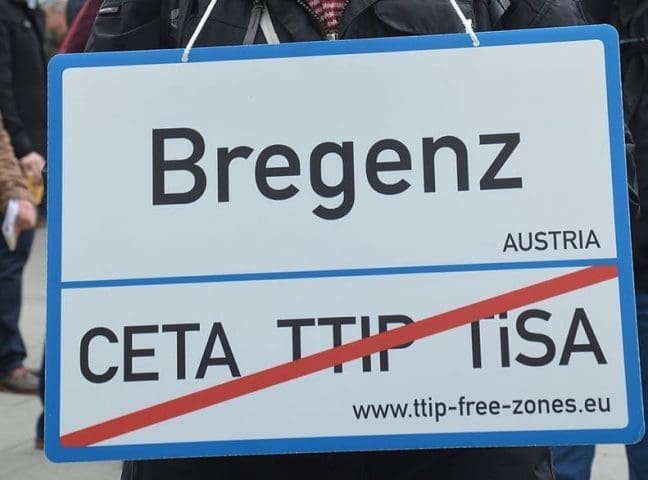 Bregenz
AUSTRIA
CETA TTIP TiSA
www.ttip-free-zones.eu